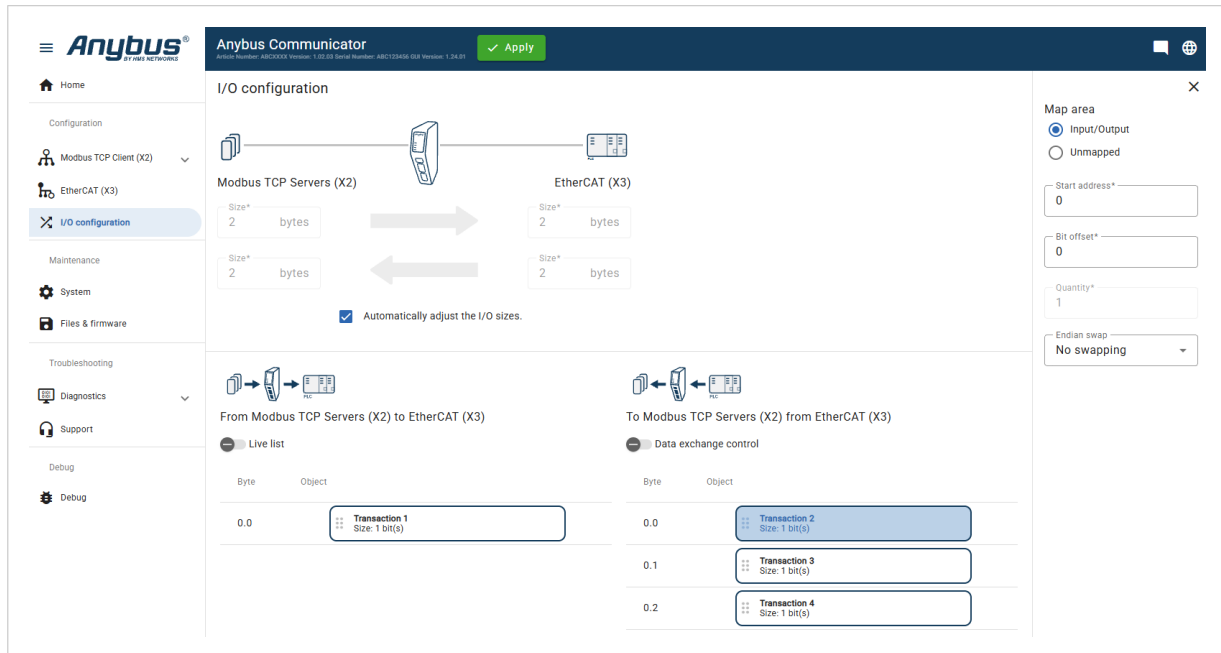 Anybus®
BY HMS NETWORKS
Anybus Communicator
Article Number: ABCXXXX Version: 1.02.03 Serial Number: ABC123456 GUI Version: 1.24.01
Apply
Home
Configuration
Modbus TCP Client (X2)
EtherCAT (X3)
I/O configuration
Maintenance
System
Files & firmware
Troubleshooting
Diagnostics
Support
Debug
Debug
I/O configuration
Modbus TCP Servers (X2)
EtherCAT (X3)
Size*
2 bytes
Size*
2 bytes
Size*
2 bytes
Size*
2 bytes
Automatically adjust the I/O sizes.
PLC
From Modbus TCP Servers (X2) to EtherCAT (X3)
Live list
Byte Object
0.0
Transaction 1
Size: 1 bit(s)
PLC
To Modbus TCP Servers (X2) from EtherCAT (X3)
Data exchange control
Byte Object
0.0
Transaction 2
Size: 1 bit(s)
0.1
Transaction 3
Size: 1 bit(s)
0.2
Transaction 4
Size: 1 bit(s)
Map area
Input/Output
Unmapped
Start address*
0
Bit offset*
0
Quantity*
1
Endian swap
No swapping